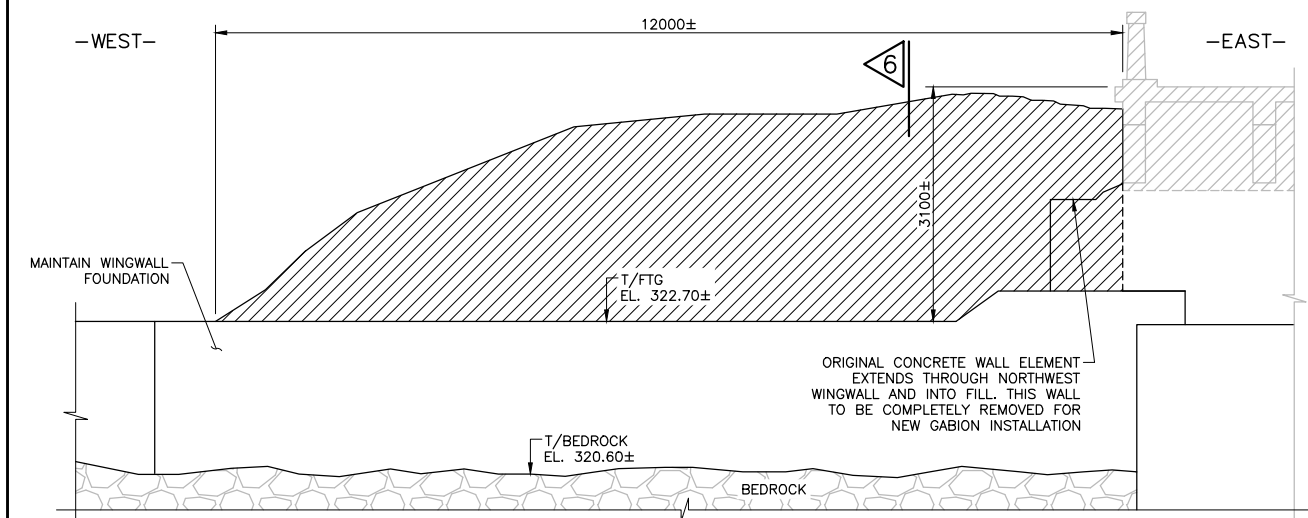 12000±
-WEST-
-EAST-
6
3100±
MAINTAIN WINGWALL
FOUNDATION
T/FTG
EL. 322.70±
ORIGINAL CONCRETE WALL ELEMENT
EXTENDS THROUGH NORTHWEST
WINGWALL AND INTO FILL. THIS WALL
TO BE COMPLETELY REMOVED FOR
NEW GABION INSTALLATION
T/BEDROCK
EL. 320.60±
BEDROCK